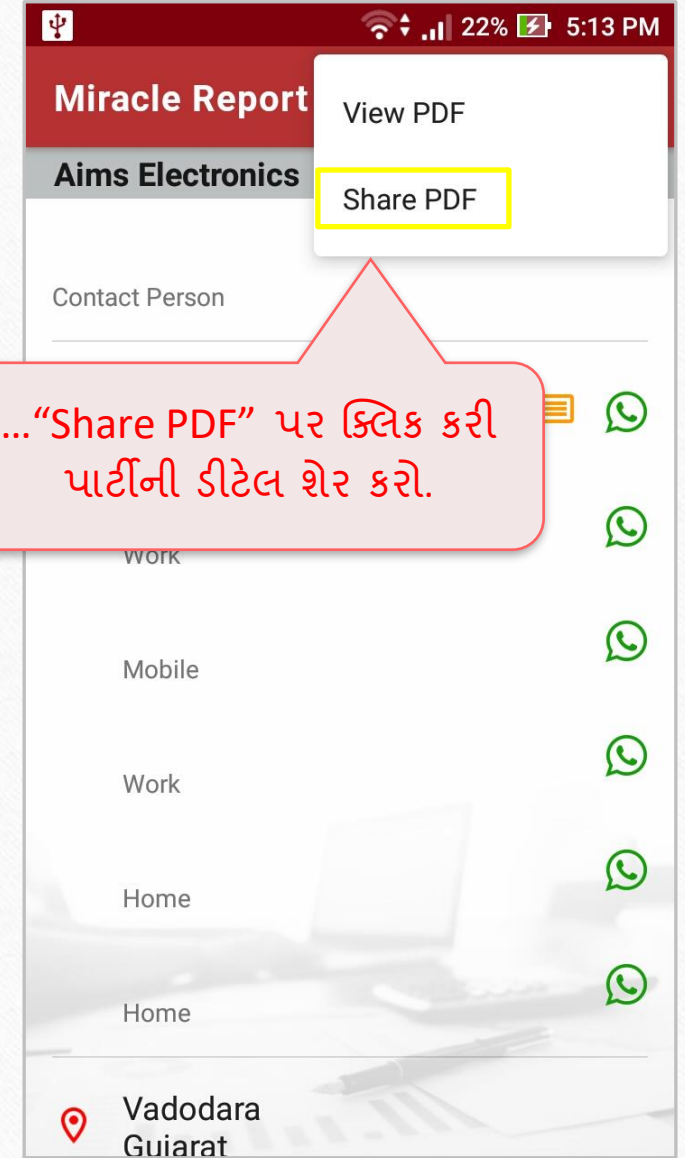 22% 5:13 PM
Miracle Report
View PDF
Aims Electronics
Share PDF
Contact Person
...“Share PDF” પર ક્લિક કરી
પાર્ટીની ડીટેલ શેર કરો.
Work
Mobile
Work
Home
Home
Vadodara
Gujarat